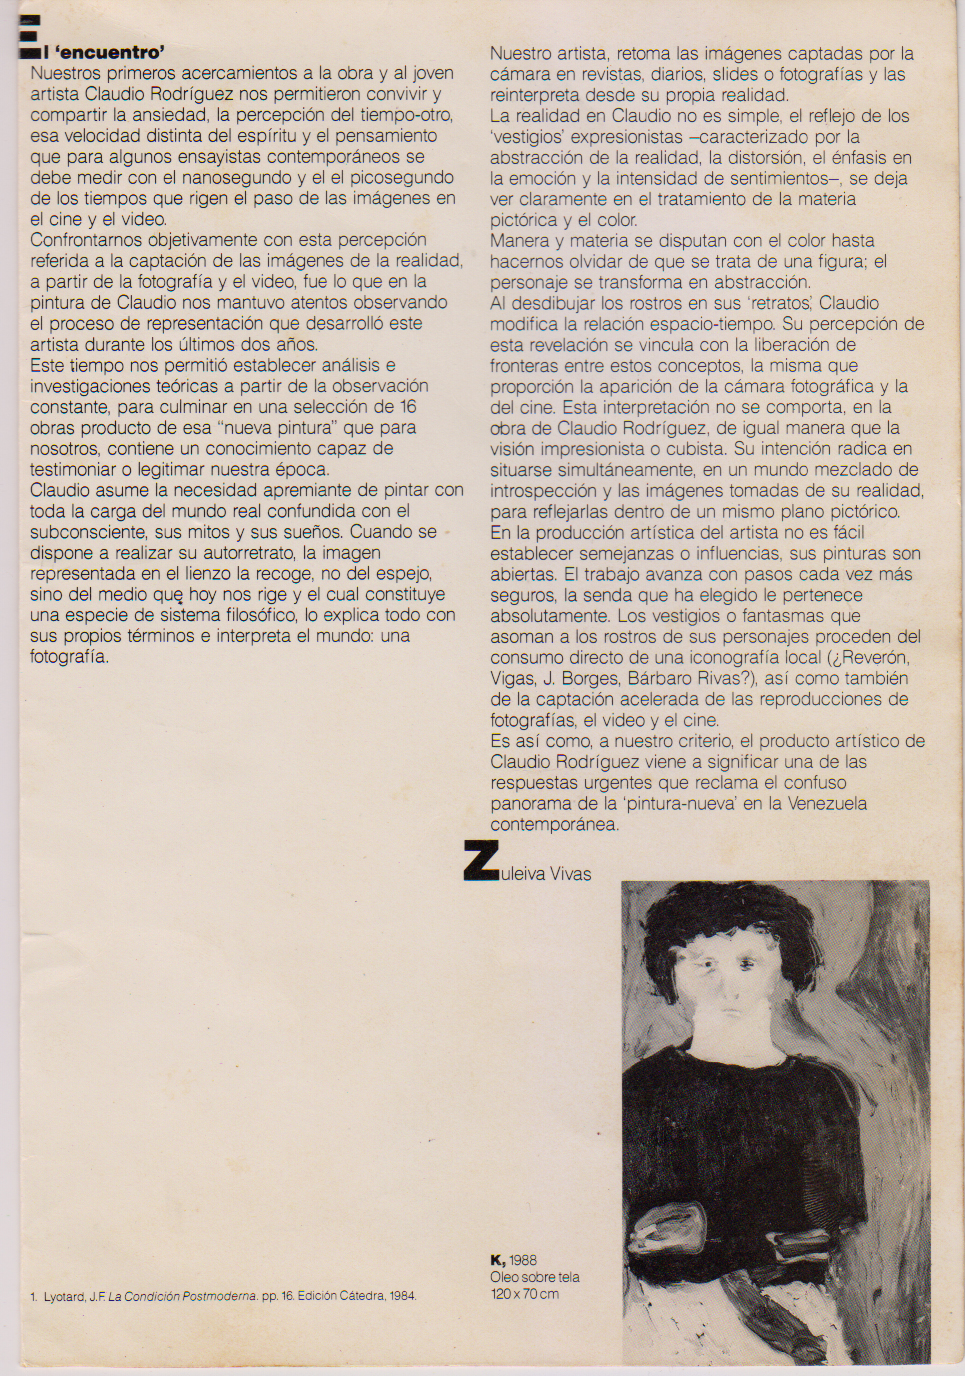 El 'encuentro'
Nuestros primeros acercamientos a la obra y al joven
artista Claudio Rodríguez nos permitieron convivir y
compartir la ansiedad, la percepción del tiempo-otro,
esa velocidad distinta del espíritu y el pensamiento
que para algunos ensayistas contemporáneos se
debe medir con el nanosegundo y el el picosegundo
de los tiempos que rigen el paso de las imágenes en
el cine y el video.
Confrontarnos objetivamente con esta percepción
referida a la captación de las imágenes de la realidad,
a partir de la fotografía y el video, fue lo que en la
pintura de Claudio nos mantuvo atentos observando
el proceso de representación que desarrolló este
artista durante los últimos dos años.
Este tiempo nos permitió establecer análisis e
investigaciones teóricas a partir de la observación
constante, para culminar en una selección de 16
obras producto de esa "nueva pintura" que para
nosotros, contiene un conocimiento capaz de
testimoniar o legitimar nuestra época.
Claudio asume la necesidad apremiante de pintar con
toda la carga del mundo real confundida con el
subconsciente, sus mitos y sus sueños. Cuando se
dispone a realizar su autorretrato, la imagen
representada en el lienzo la recoge, no del espejo,
sino del medio que hoy nos rige y el cual constituye
una especie de sistema filosófico, lo explica todo con
sus propios términos e interpreta el mundo: una
fotografía.
1. Lyotard, J.F. La Condición Postmoderna. pp. 16. Edición Cátedra, 1984.
Nuestro artista, retoma las imágenes captadas por la
cámara en revistas, diarios, slides o fotografías y las
reinterpreta desde su propia realidad.
La realidad en Claudio no es simple, el reflejo de los
'vestigios' expresionistas –caracterizado por la
abstracción de la realidad, la distorsión, el énfasis en
la emoción y la intensidad de sentimientos–, se deja
ver claramente en el tratamiento de la materia
pictórica y el color.
Manera y materia se disputan con el color hasta
hacernos olvidar de que se trata de una figura; el
personaje se transforma en abstracción.
Al desdibujar los rostros en sus 'retratos', Claudio
modifica la relación espacio-tiempo. Su percepción de
esta revelación se vincula con la liberación de
fronteras entre estos conceptos, la misma que
proporción la aparición de la cámara fotográfica y la
del cine. Esta interpretación no se comporta, en la
obra de Claudio Rodríguez, de igual manera que la
visión impresionista o cubista. Su intención radica en
situarse simultáneamente, en un mundo mezclado de
introspección y las imágenes tomadas de su realidad,
para reflejarlas dentro de un mismo plano pictórico.
En la producción artística del artista no es fácil
establecer semejanzas o influencias, sus pinturas son
abiertas. El trabajo avanza con pasos cada vez más
seguros, la senda que ha elegido le pertenece
absolutamente. Los vestigios o fantasmas que
asoman a los rostros de sus personajes proceden del
consumo directo de una iconografía local (¿Reverón,
Vigas, J. Borges, Bárbaro Rivas?), así como también
de la captación acelerada de las reproducciones de
fotografías, el video y el cine.
Es así como, a nuestro criterio, el producto artístico de
Claudio Rodríguez viene a significar una de las
respuestas urgentes que reclama el confuso
panorama de la 'pintura-nueva' en la Venezuela
contemporánea.
Zuleiva Vivas
K, 1988
Oleo sobre tela
120 x 70 cm